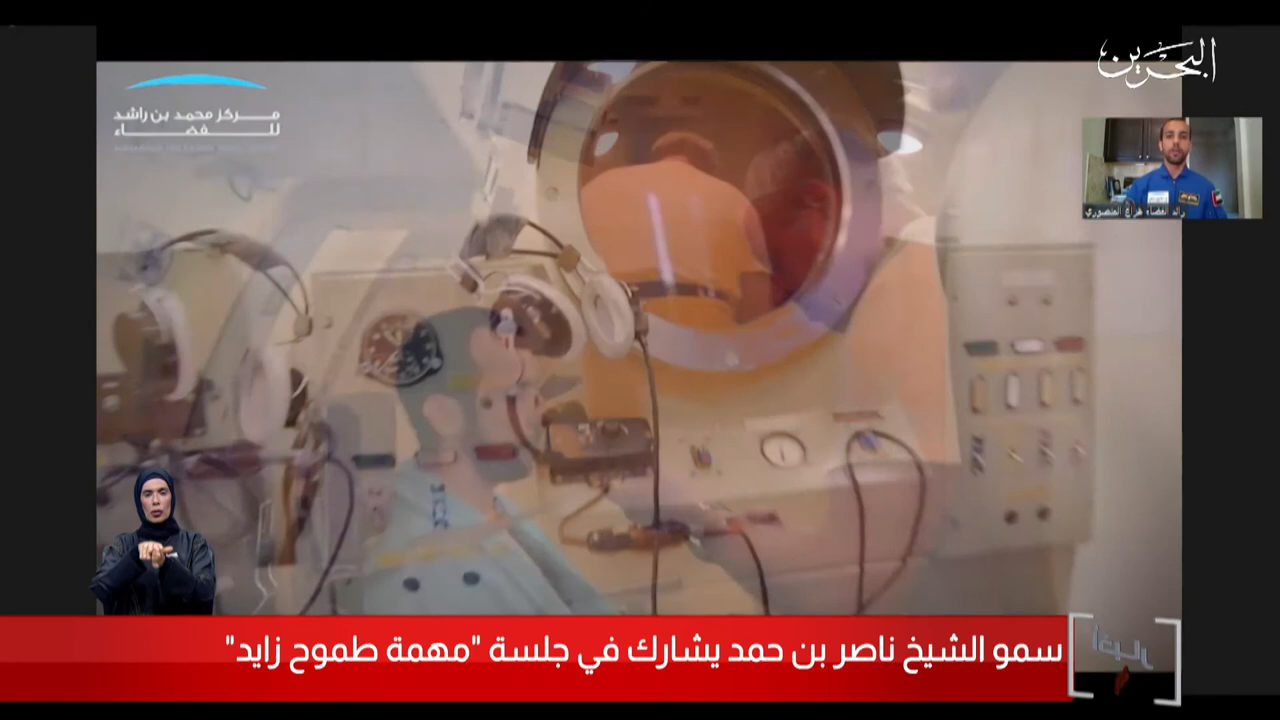 البحرين
مركز محمد بن راشد
للفضاء
رائد الفضاء هزاع المنصوري
سمو الشيخ ناصر بن حمد يشارك في جلسة "مهمة طموح زايد"
أخبار